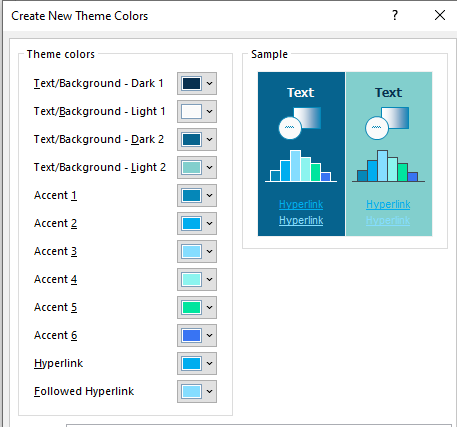 Create New Theme Colors
?
Theme colors
Text/Background - Dark 1
Text/Background - Light 1
Text/Background - Dark 2
Text/Background - Light 2
Accent 1
Accent 2
Accent 3
Accent 4
Accent 5
Accent 6
Hyperlink
Followed Hyperlink
Sample
Text Text
Hyperlink Hyperlink
Hyperlink Hyperlink